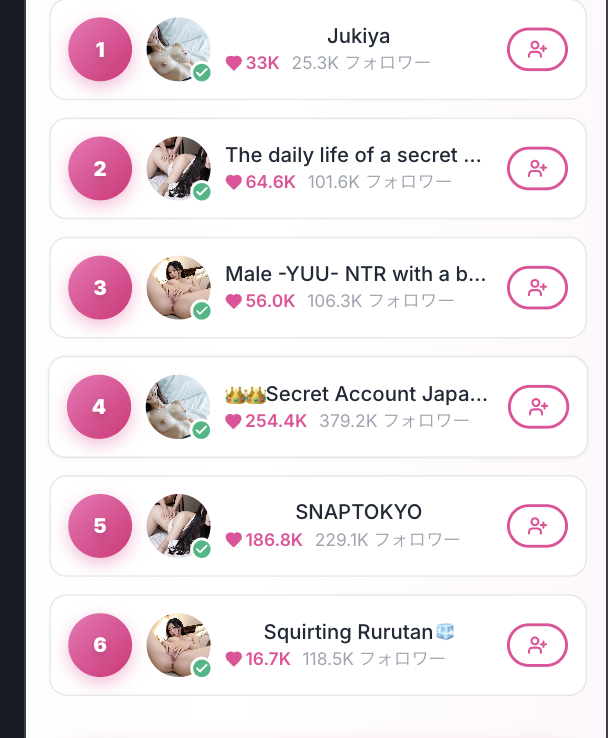 1
Jukiya
33K 25.3K フォロワー
2
The daily life of a secret ...
64.6K 101.6K フォロワー
3
Male -YUU- NTR with a b...
56.0K 106.3K フォロワー
4
👑👑Secret Account Japa...
254.4K 379.2K フォロワー
5
SNAPTOKYO
186.8K 229.1K フォロワー
6
Squirting Rurutan🧊
16.7K 118.5K フォロワー